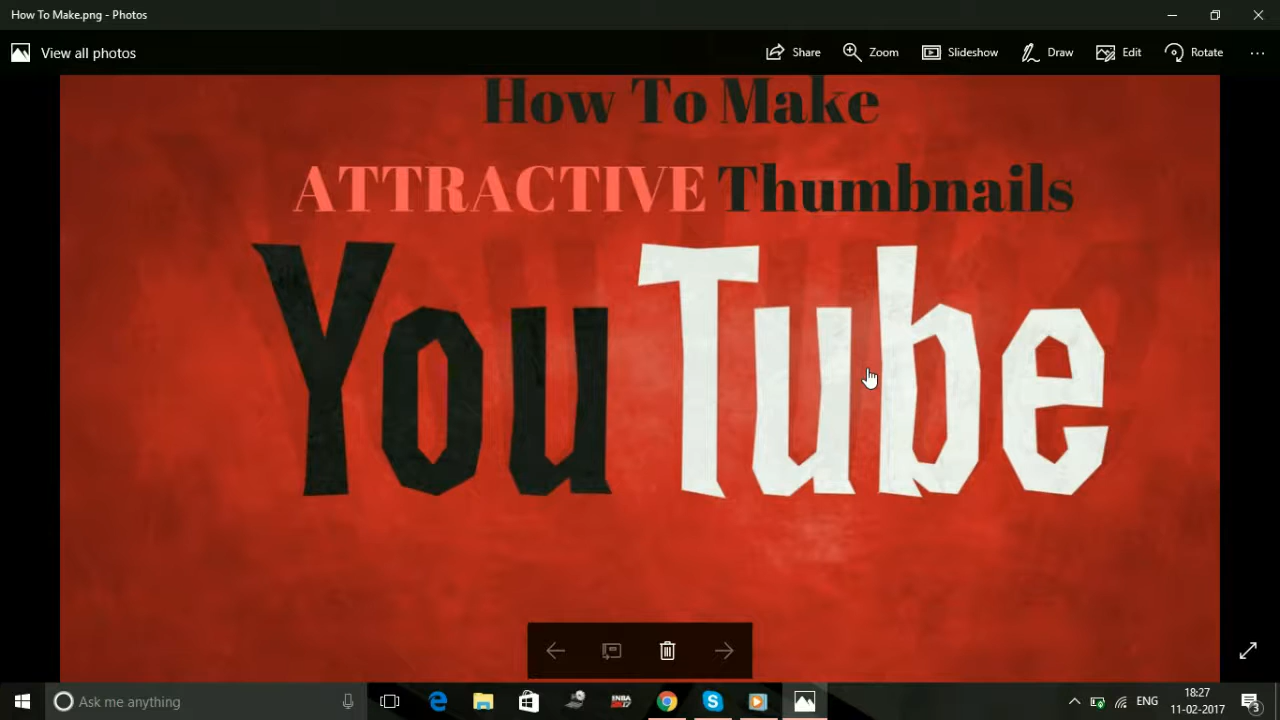 How To Make.png - Photos
View all photos
Share
Zoom
Slideshow
Draw
Edit
Rotate
How To Make
ATTRACTIVE Thumbnails
YouTube
Ask me anything
ENG
18:27
11-02-2017
3